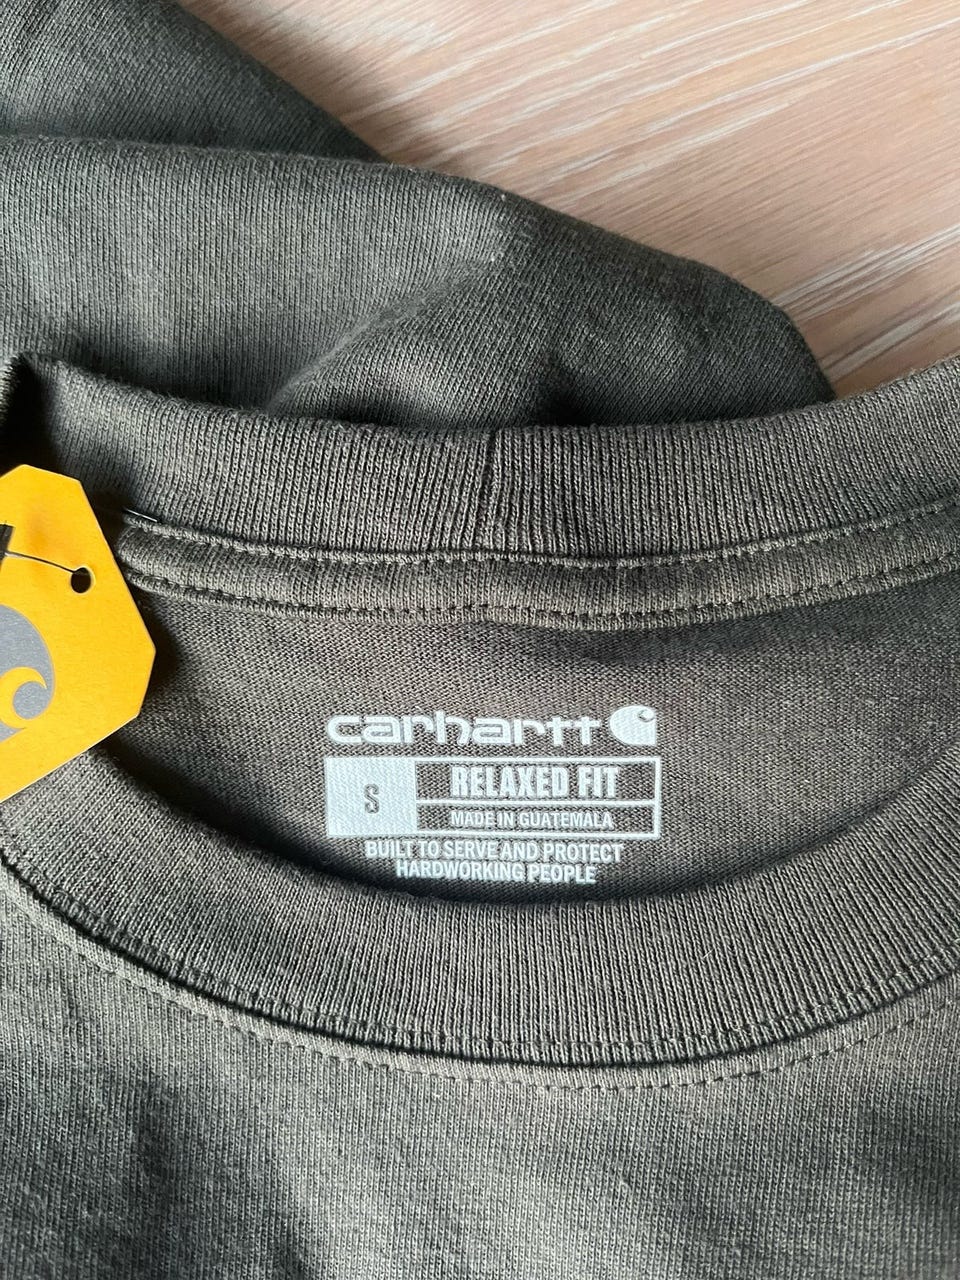 carhartt
S
RELAXED FIT
MADE IN GUATEMALA
BUILT TO SERVE AND PROTECT
HARDWORKING PEOPLE